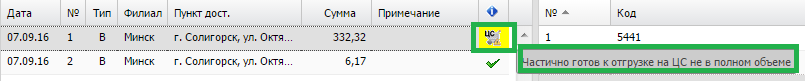 Дата № Тип Филиал Пункт дост. Сумма Примечание № Код
07.09.16 1 В Минск г. Солигорск, ул. Октя... 332,32 ЦС 1 5441
07.09.16 2 В Минск г. Солигорск, ул. Октя... 6,17 Частично готов к отгрузке на ЦС не в полном объеме